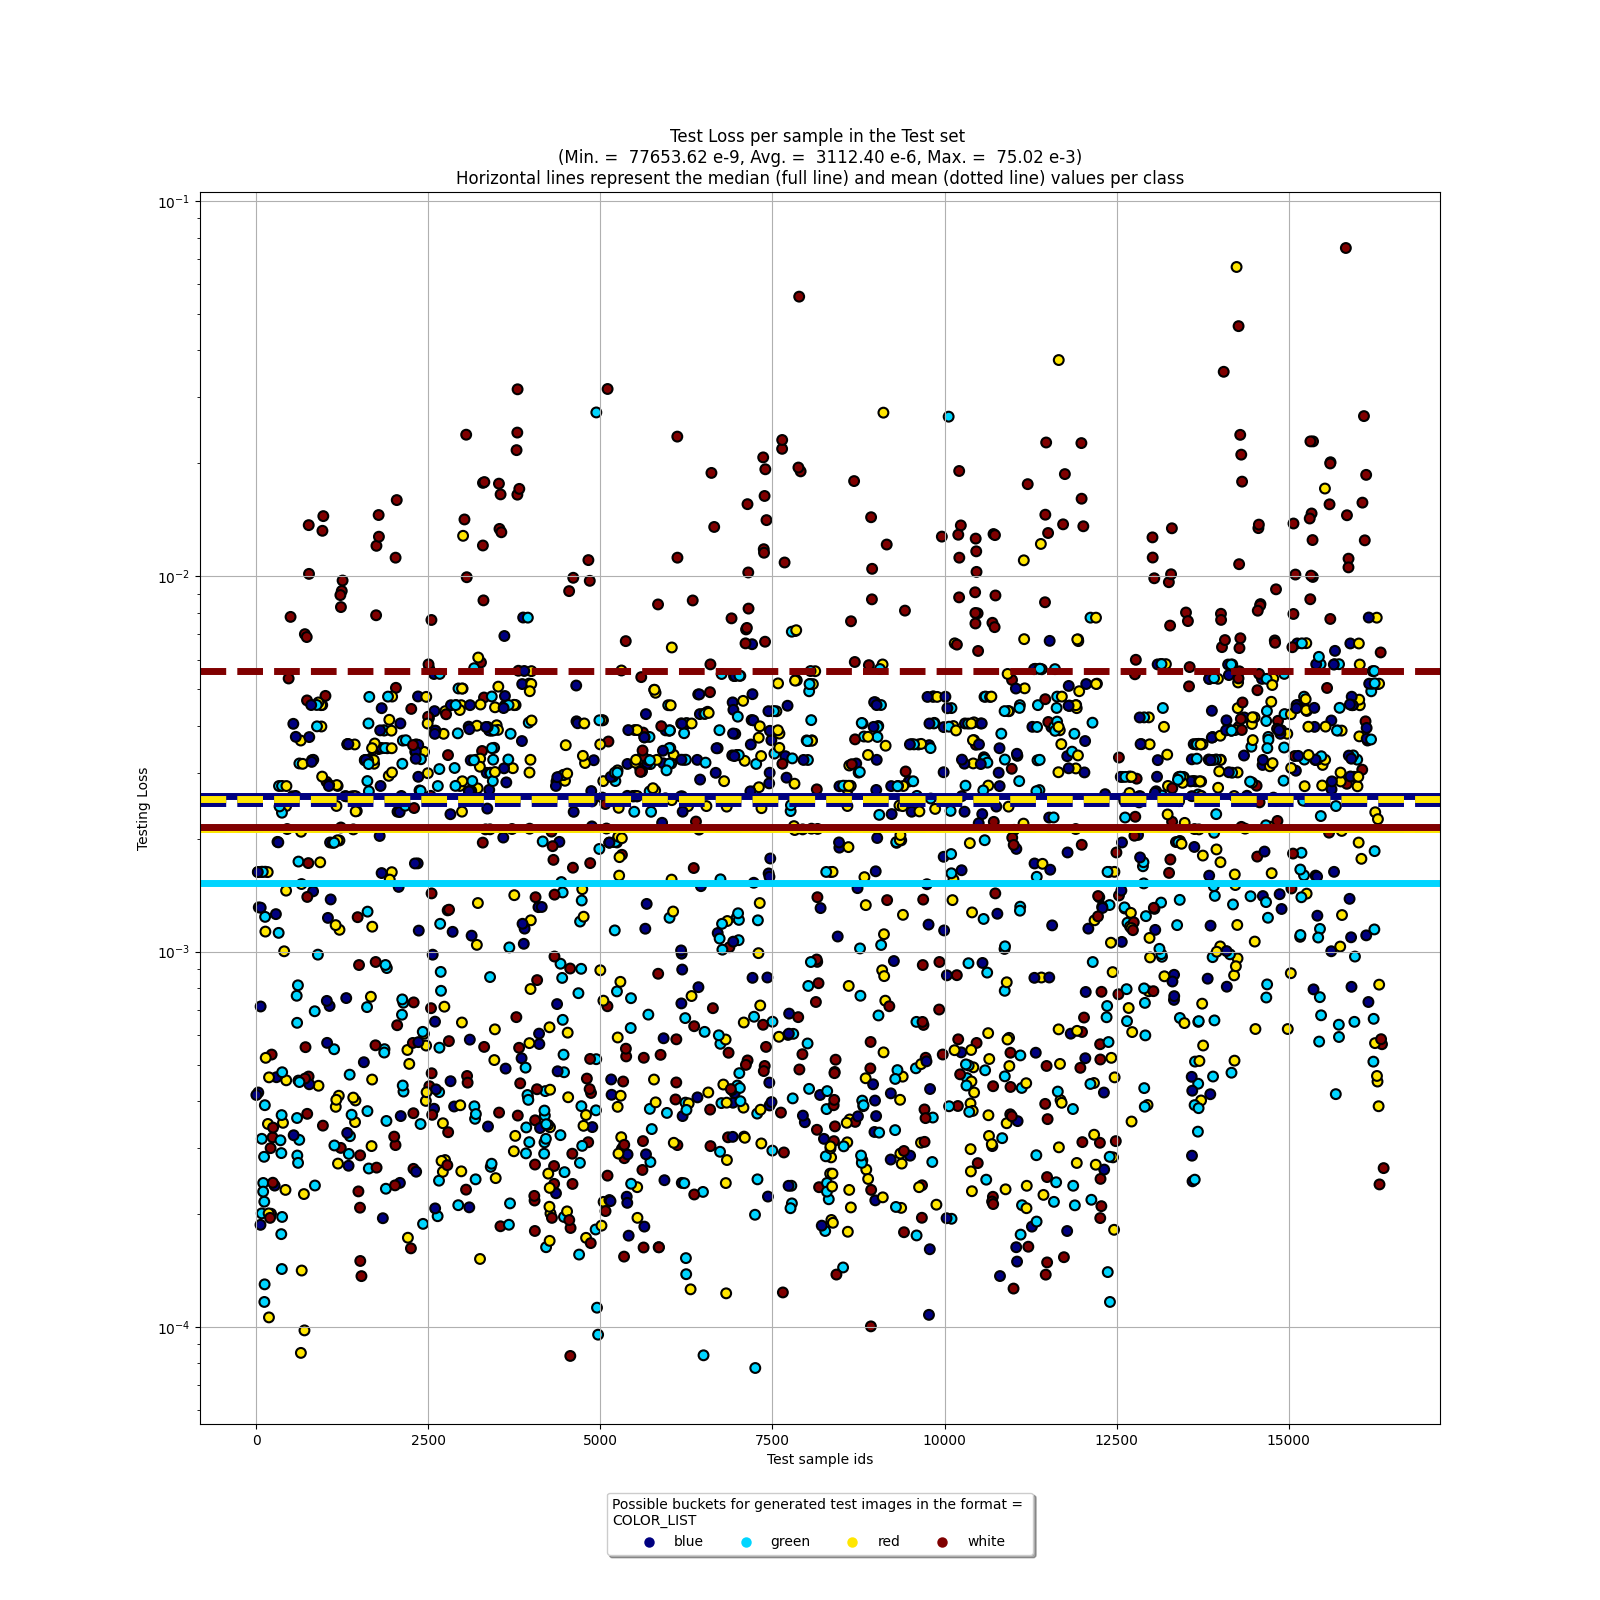 Test Loss per sample in the Test set
(Min. = 77653.62 e-9, Avg. = 3112.40 e-6, Max. = 75.02 e-3)
Horizontal lines represent the median (full line) and mean (dotted line) values per class
10⁻¹
10⁻²
10⁻³
10⁻⁴
Testing Loss
0 2500 5000 7500 10000 12500 15000
Test sample ids
Possible buckets for generated test images in the format =
COLOR_LIST
blue green red white